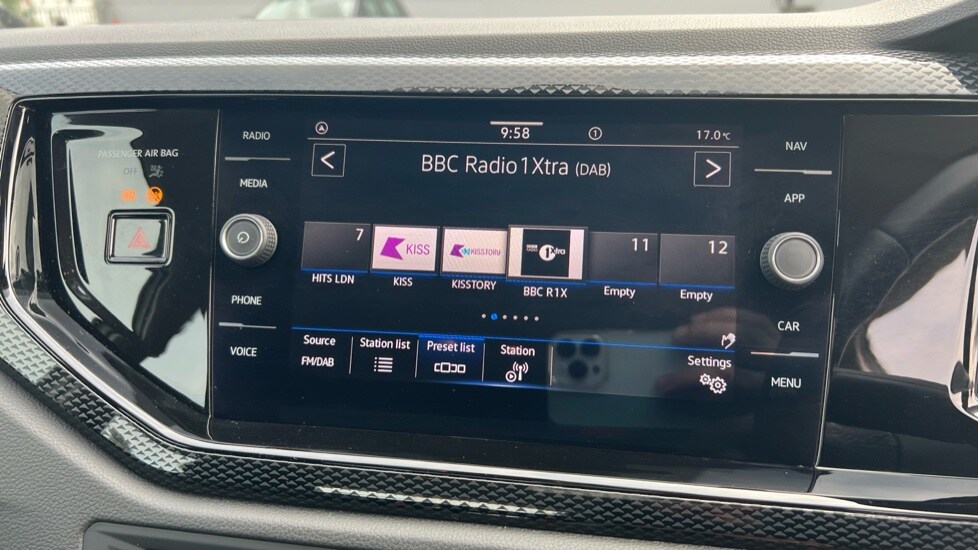 PASSENGER AIR BAG
OFF
RADIO
MEDIA
PHONE
VOICE
9:58
1
17.0°C
< BBC Radio 1Xtra (DAB) >
7
KISS
KISSTORY
1Xtra
11
12
HITS LDN
KISS
KISSTORY
BBC R1X
Empty
Empty
Source
FM/DAB
Station list
Preset list
Station
Settings
NAV
APP
CAR
MENU